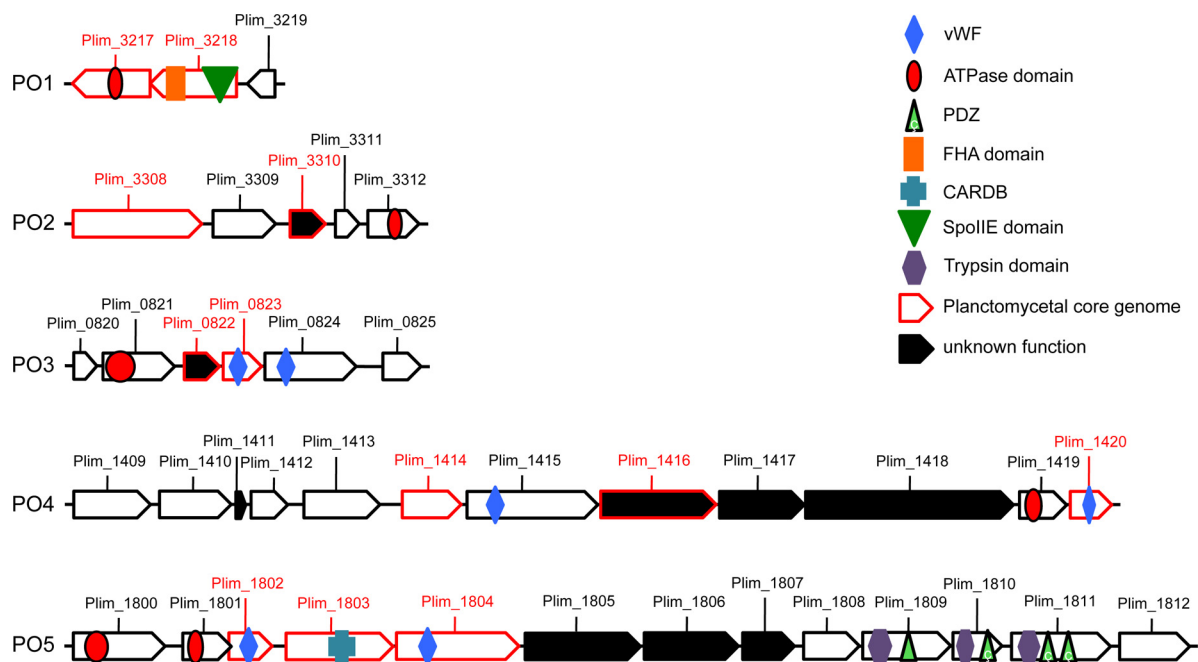 Plim_3219
Plim_3217 Plim_3218
PO1
Plim_3311
Plim_3310
Plim_3308 Plim_3309 Plim_3312
PO2
Plim_0821 Plim_0823
Plim_0820 Plim_0822 Plim_0824 Plim_0825
PO3
Plim_1411 Plim_1413
Plim_1409 Plim_1410 Plim_1412 Plim_1414 Plim_1415 Plim_1416 Plim_1417 Plim_1418 Plim_1419 Plim_1420
PO4
Plim_1802 Plim_1807 Plim_1810
Plim_1800 Plim_1801 Plim_1803 Plim_1804 Plim_1805 Plim_1806 Plim_1808 Plim_1809 Plim_1811 Plim_1812
PO5
vWF
ATPase domain
PDZ
FHA domain
CARDB
SpoIIE domain
Trypsin domain
Planctomycetal core genome
unknown function